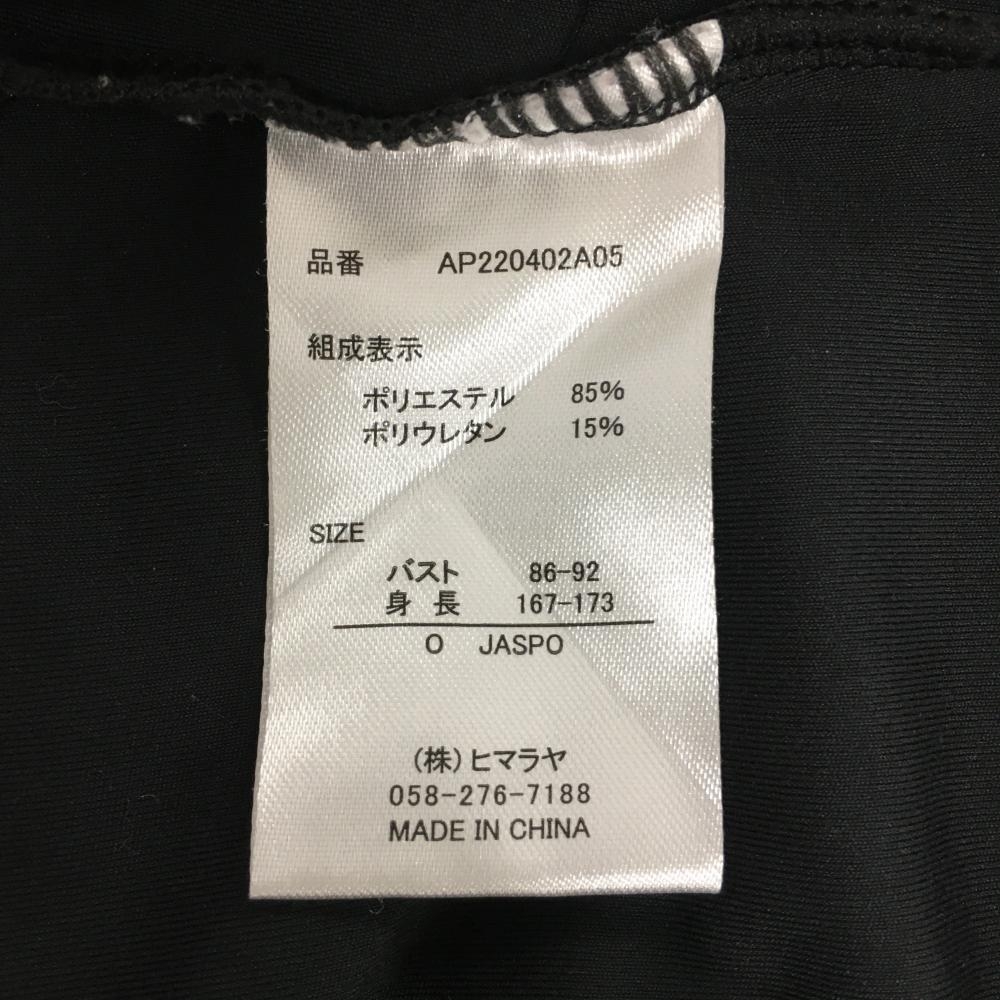 品番 AP220402A05
組成表示
ポリエステル 85%
ポリウレタン 15%
SIZE
バスト 86-92
身 長 167-173
O JASPO
(株)ヒマラヤ
058-276-7188
MADE IN CHINA